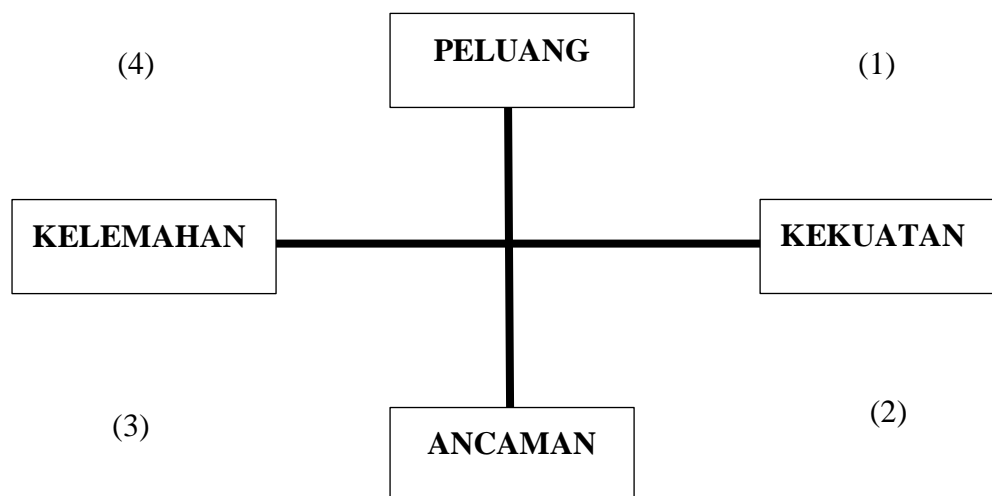 PELUANG
(4)
(1)
KELEMAHAN
KEKUATAN
(3)
(2)
ANCAMAN